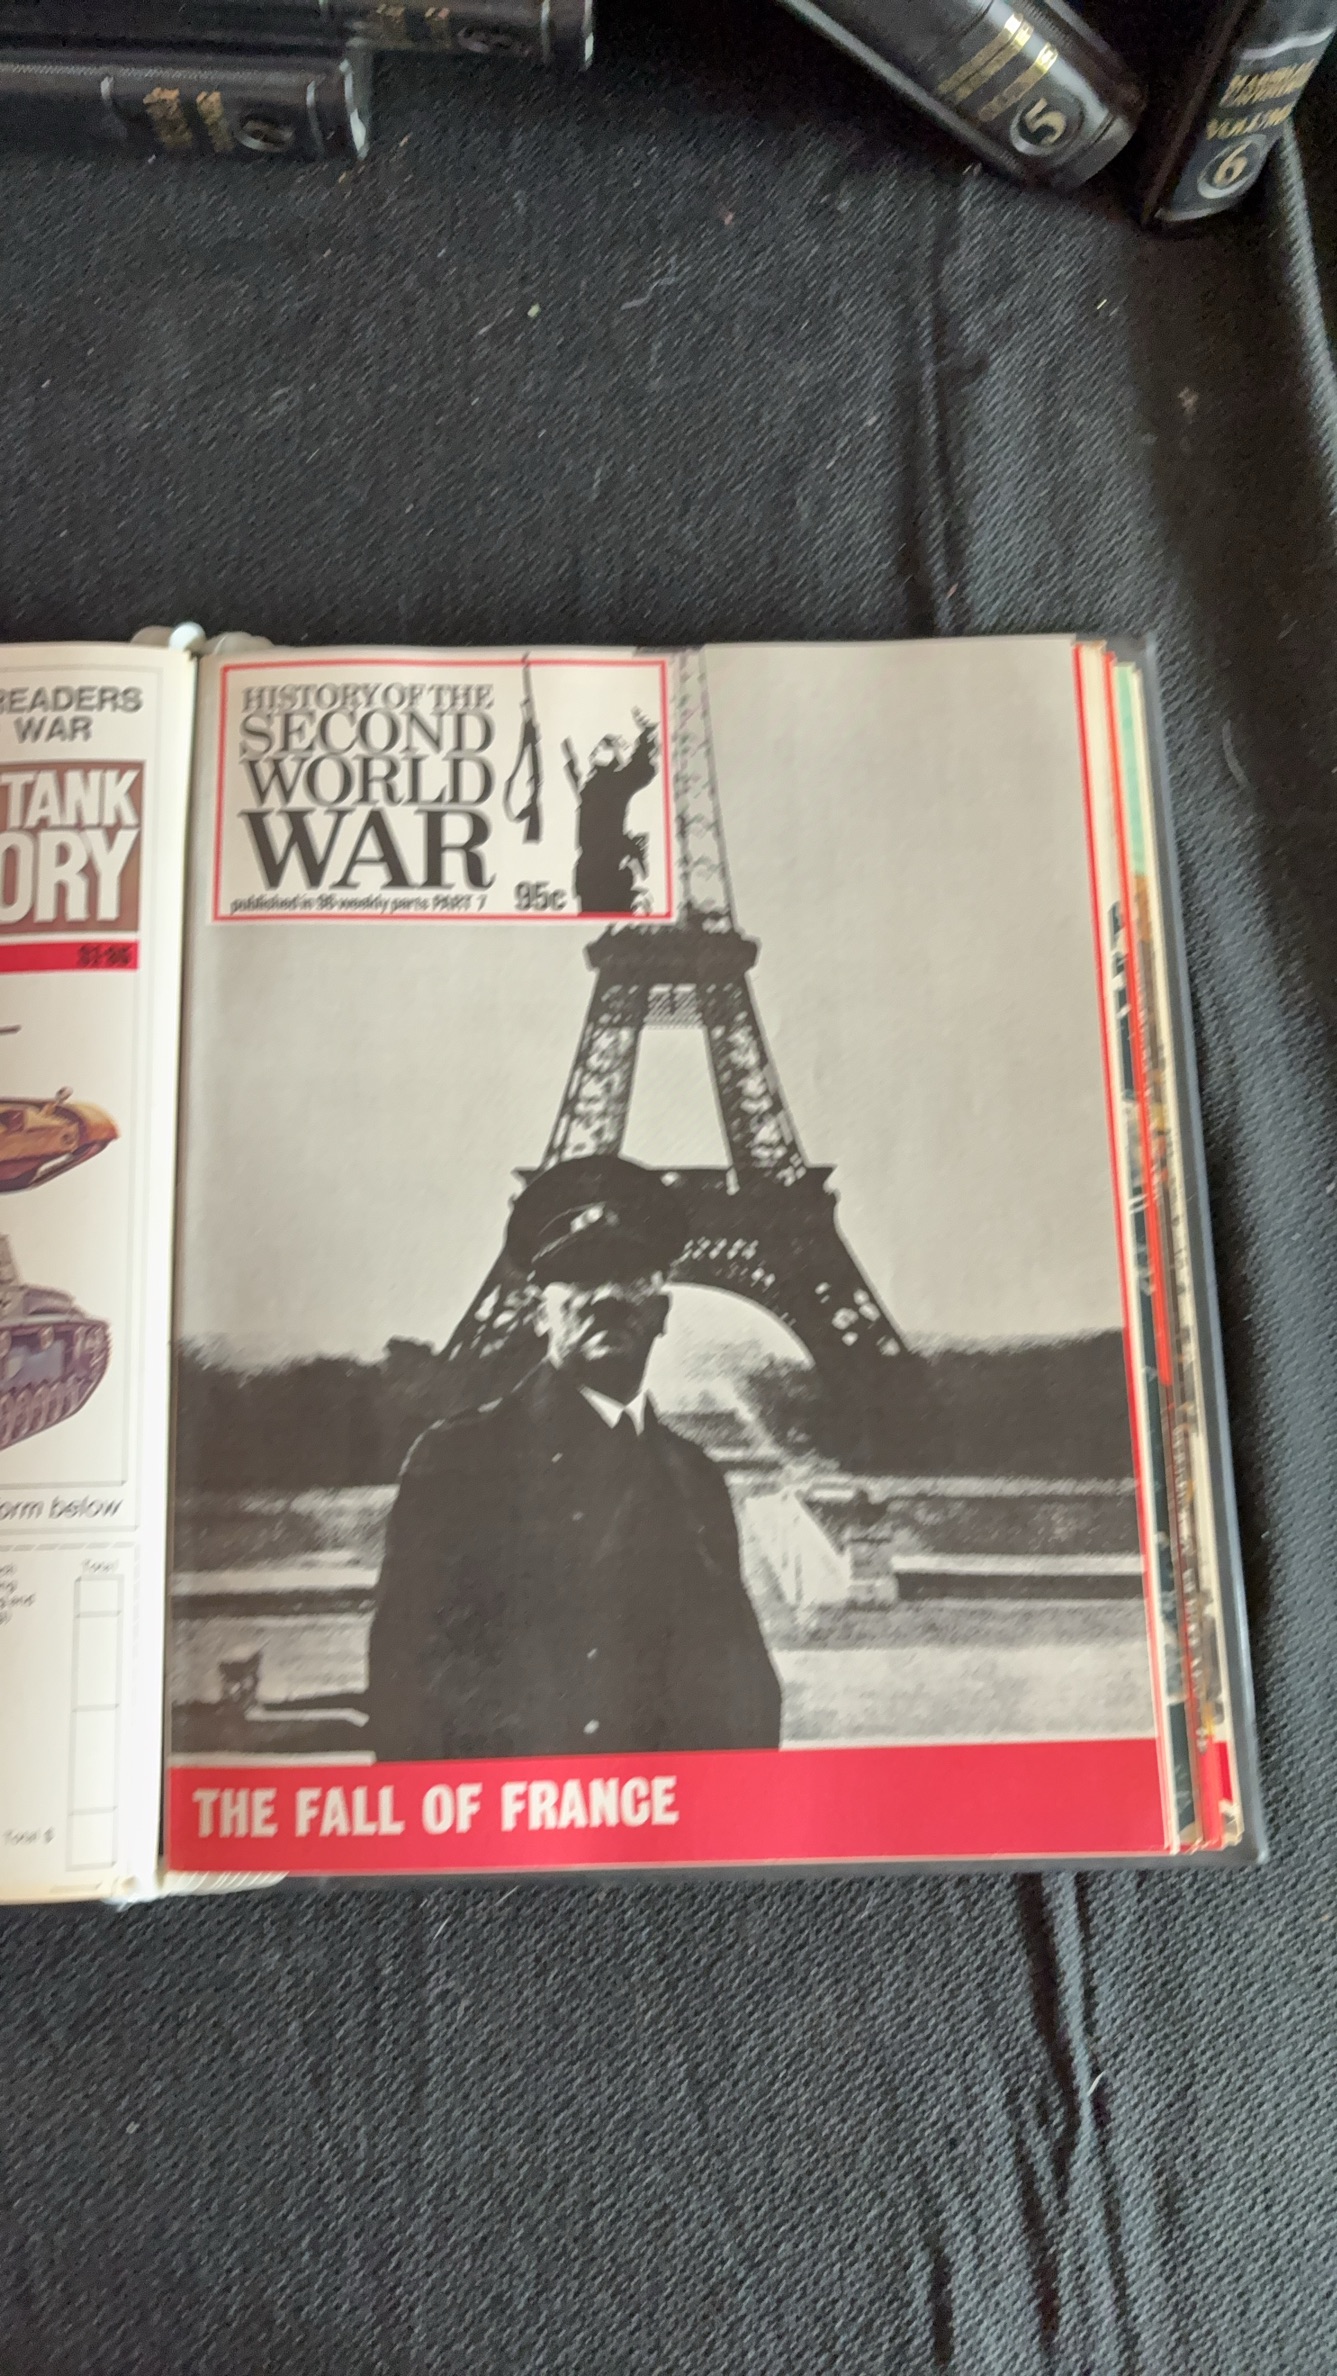 5
6
READERS
WAR
TANK
ORY
HISTORY OF THE
SECOND
WORLD
WAR
published in 96 weekly parts PART 7
95c
orm below
Total
Total $
THE FALL OF FRANCE